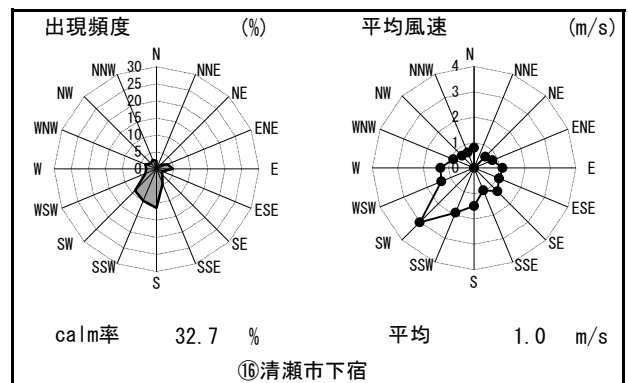 出現頻度 (%)
N
NNW NNE
NW NE
WNW ENE
W E
WSW ESE
SW SE
SSW SSE
S
30
25
20
15
10
5
0
平均風速 (m/s)
N
NNW NNE
NW NE
WNW ENE
W E
WSW ESE
SW SE
SSW SSE
S
4
3
2
1
0
calm率 32.7 %
平均 1.0 m/s
⑯清瀬市下宿